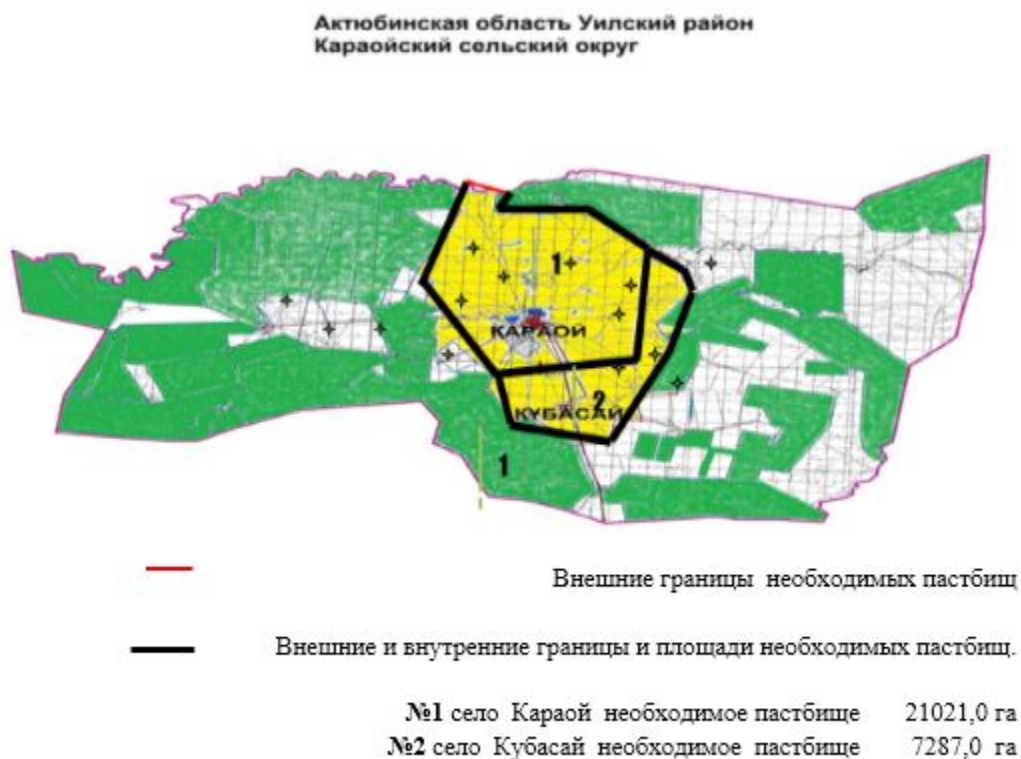 Актюбинская область Уилский район
Караойский сельский округ
1
КАРАОЙ
2
КУБАСАЙ
1
Внешние границы необходимых пастбищ
Внешние и внутренние границы и площади необходимых пастбищ.
№1 село Караой необходимое пастбище 21021,0 га
№2 село Кубасай необходимое пастбище 7287,0 га